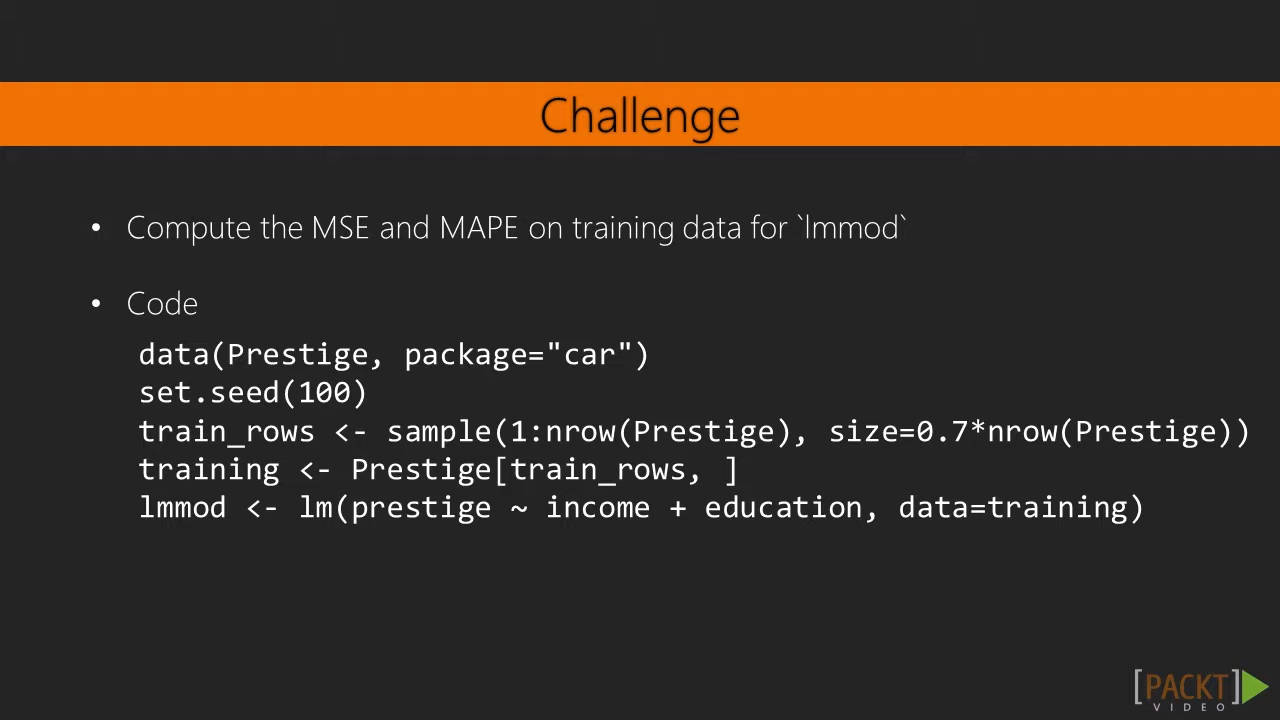 Challenge
• Compute the MSE and MAPE on training data for `lmmod`
• Code
data(Prestige, package="car")
set.seed(100)
train_rows <- sample(1:nrow(Prestige), size=0.7*nrow(Prestige))
training <- Prestige[train_rows, ]
lmmod <- lm(prestige ~ income + education, data=training)
[PACKT]
VIDEO